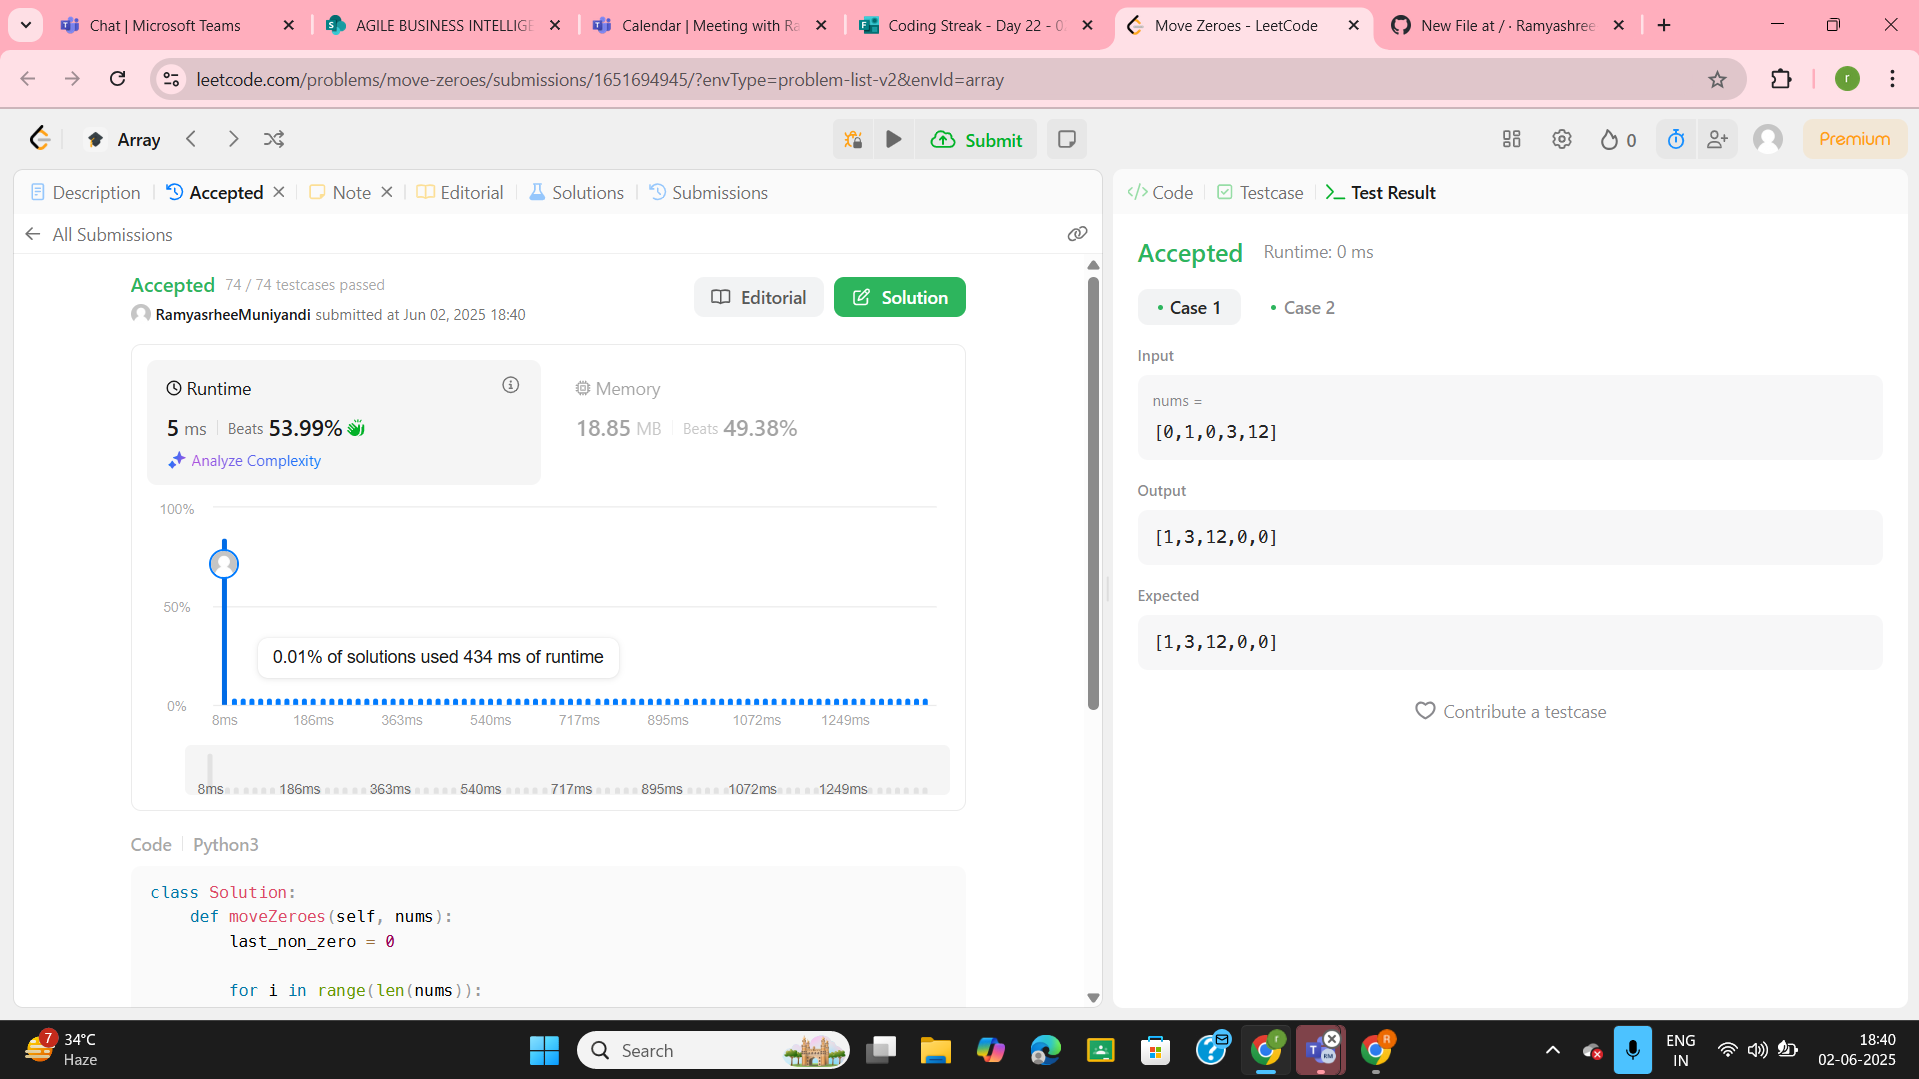 Chat | Microsoft Teams
AGILE BUSINESS INTELLIGE
Calendar | Meeting with Ra
Coding Streak - Day 22 - 0
Move Zeroes - LeetCode
New File at / · Ramyashree
leetcode.com/problems/move-zeroes/submissions/1651694945/?envType=problem-list-v2&envId=array
r
Array
Submit
0
Premium
Description
Accepted
Note
Editorial
Solutions
Submissions
All Submissions
Accepted 74 / 74 testcases passed
RamyasrheeMuniyandi submitted at Jun 02, 2025 18:40
Editorial
Solution
Runtime
5 ms Beats 53.99%
Analyze Complexity
Memory
18.85 MB Beats 49.38%
100%
50%
0%
0.01% of solutions used 434 ms of runtime
8ms 186ms 363ms 540ms 717ms 895ms 1072ms 1249ms
8ms 186ms 363ms 540ms 717ms 895ms 1072ms 1249ms
Code Python3
class Solution:
def moveZeroes(self, nums):
last_non_zero = 0
for i in range(len(nums)):
Code
Testcase
Test Result
Accepted Runtime: 0 ms
Case 1
Case 2
Input
nums =
[0,1,0,3,12]
Output
[1,3,12,0,0]
Expected
[1,3,12,0,0]
Contribute a testcase
7
34°C
Haze
Search
r
RM
R
ENG
IN
18:40
02-06-2025